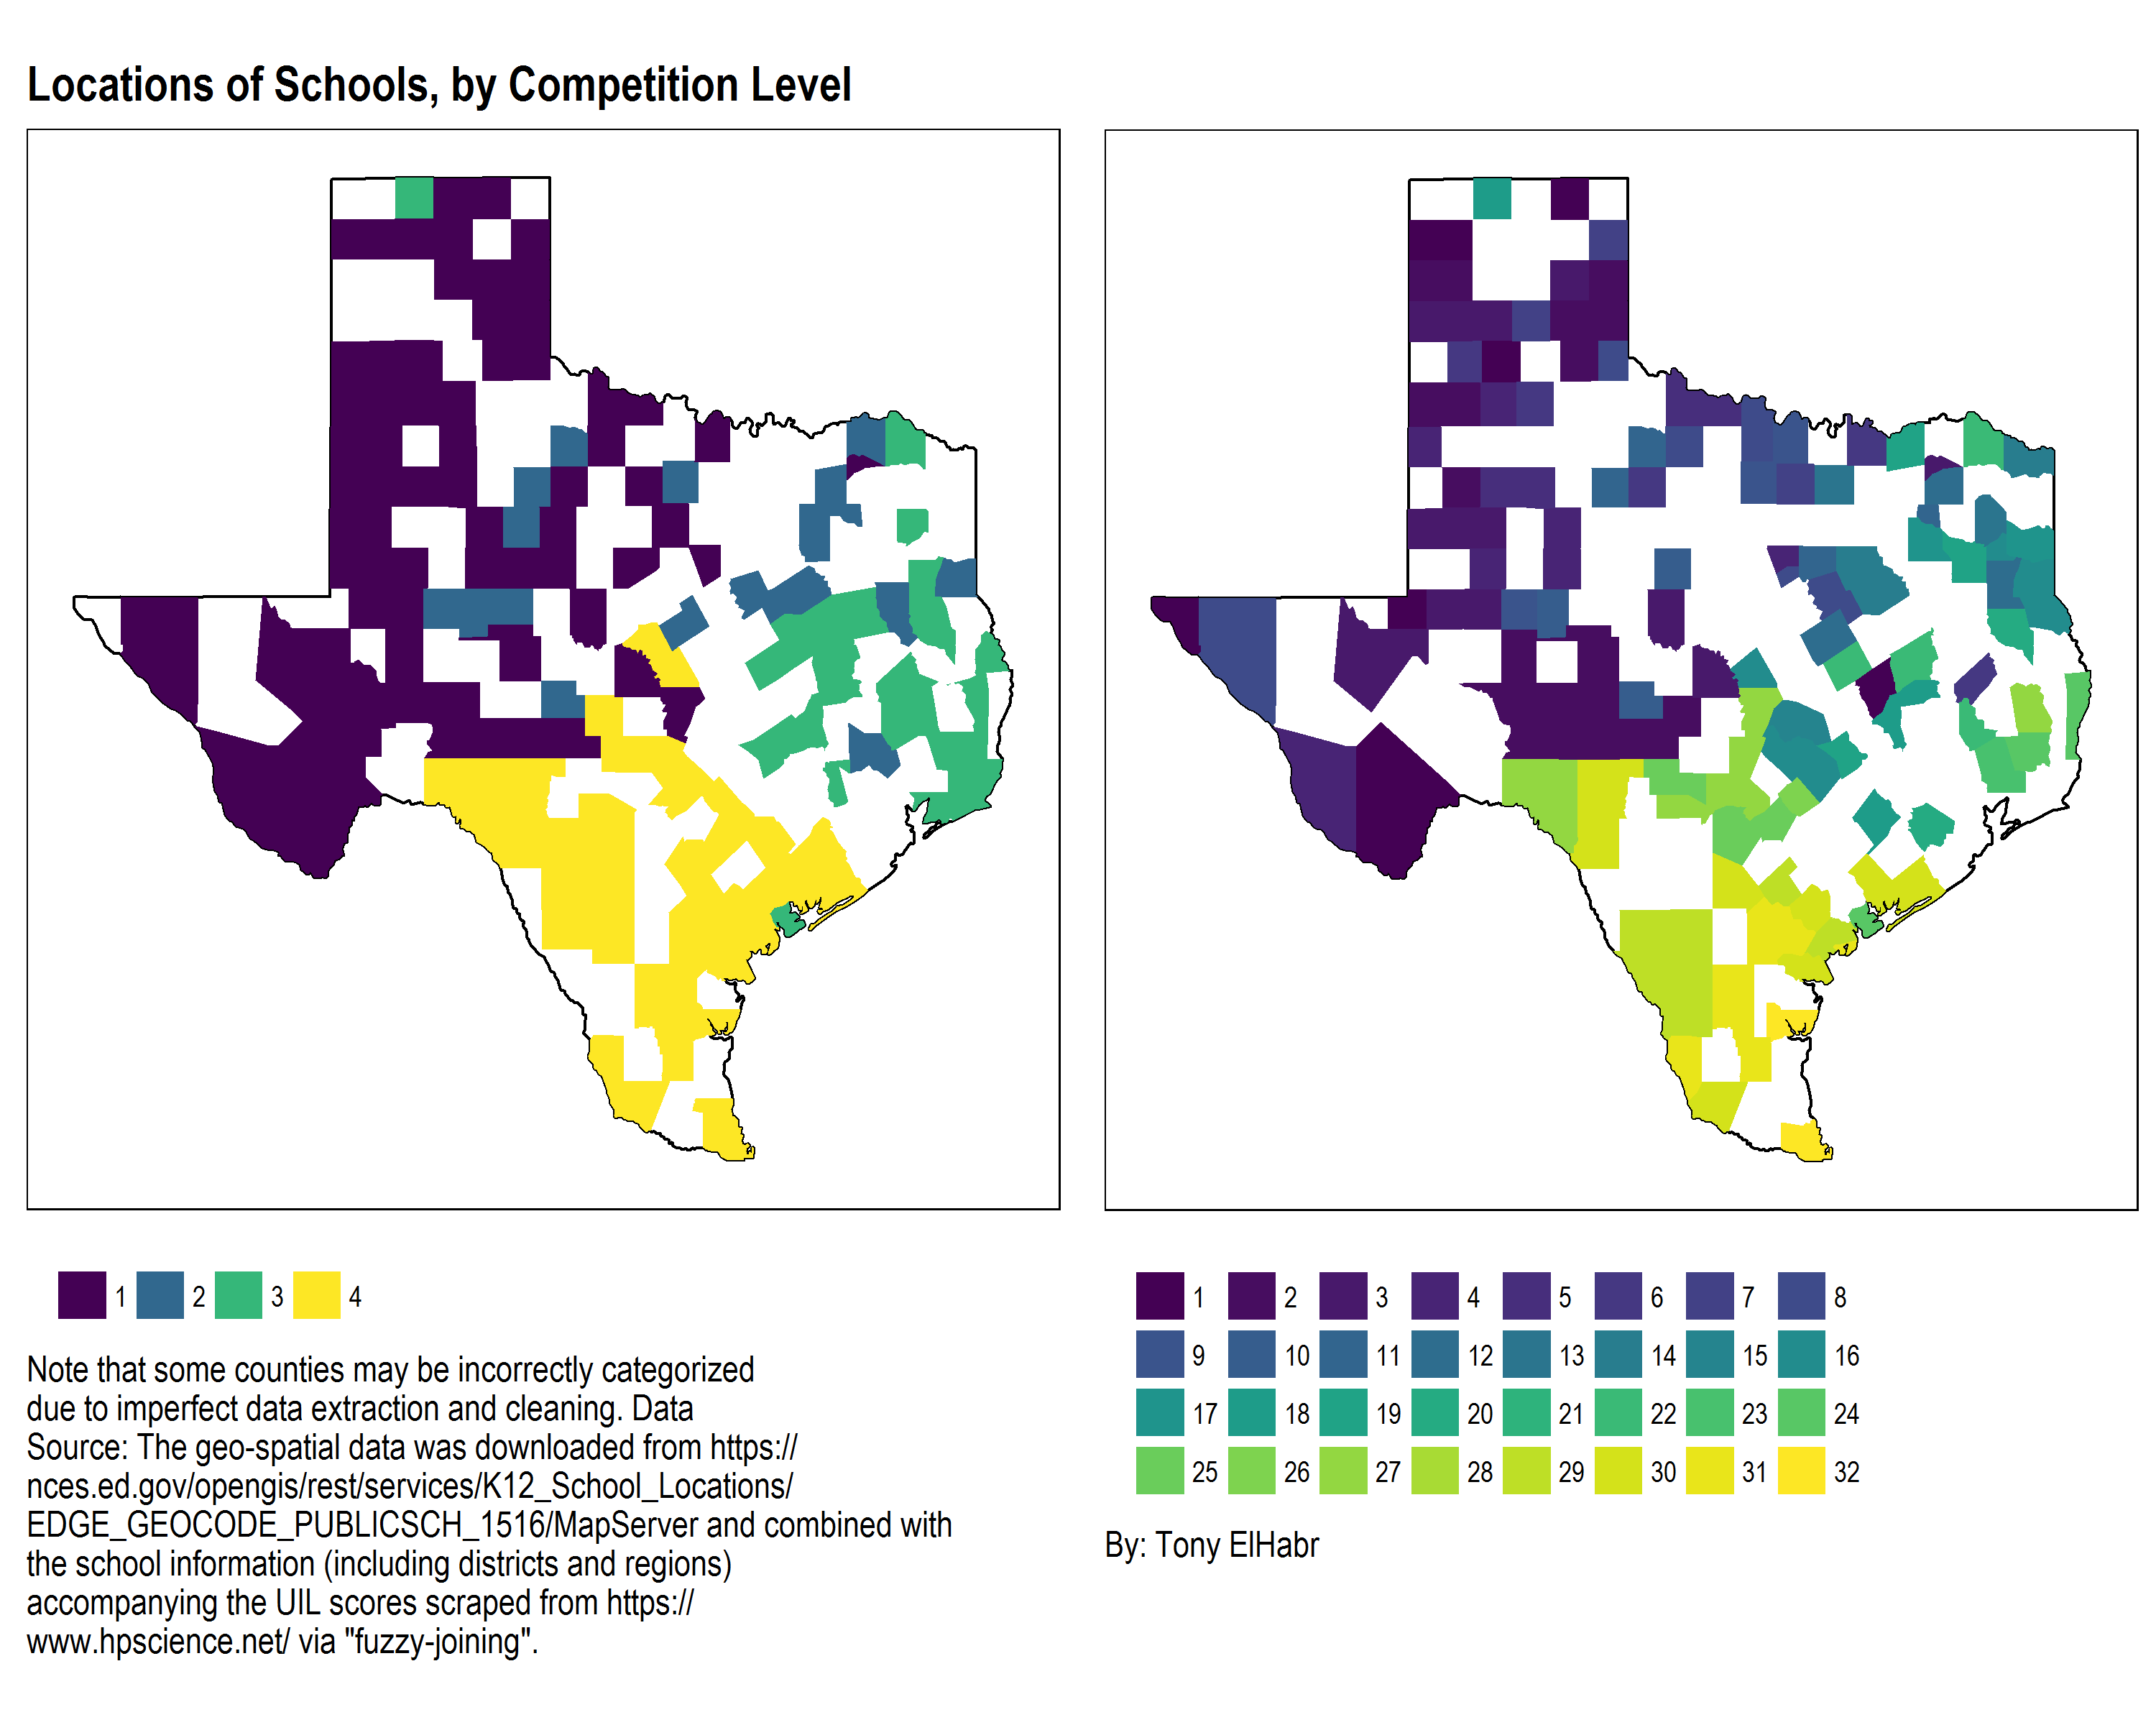 Locations of Schools, by Competition Level
1 2 3 4
Note that some counties may be incorrectly categorized
due to imperfect data extraction and cleaning. Data
Source: The geo-spatial data was downloaded from https://
nces.ed.gov/opengis/rest/services/K12_School_Locations/
EDGE_GEOCODE_PUBLICSCH_1516/MapServer and combined with
the school information (including districts and regions)
accompanying the UIL scores scraped from https://
www.hpscience.net/ via "fuzzy-joining".
1 2 3 4 5 6 7 8
9 10 11 12 13 14 15 16
17 18 19 20 21 22 23 24
25 26 27 28 29 30 31 32
By: Tony ElHabr